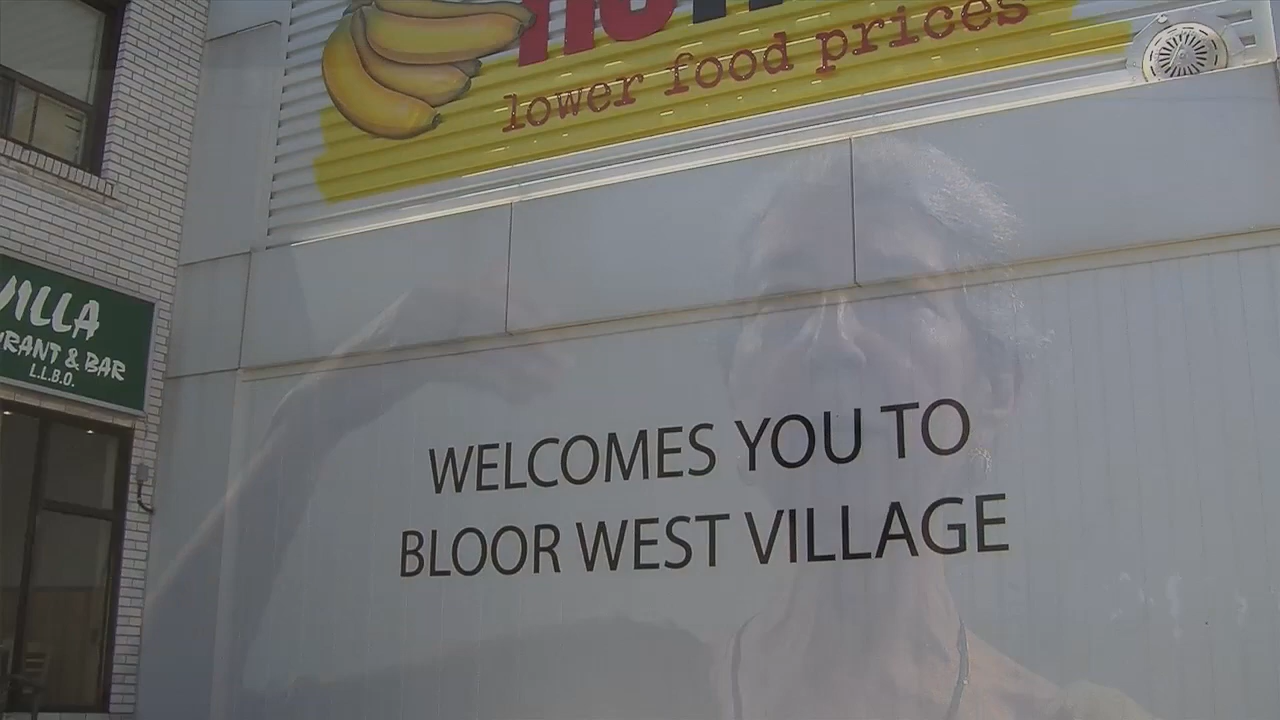 lower food prices
VILLA
RANT & BAR
L.L.B.O.
WELCOMES YOU TO
BLOOR WEST VILLAGE